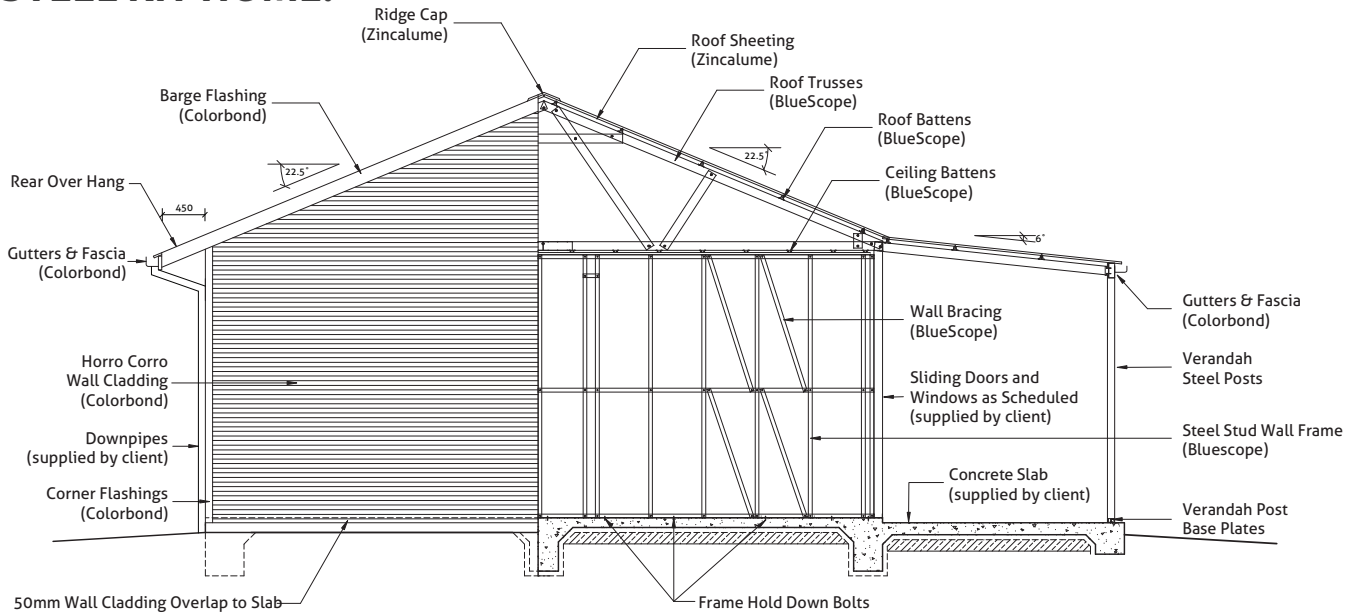 Ridge Cap
(Zincalume)
Roof Sheeting
(Zincalume)
Roof Trusses
(BlueScope)
Barge Flashing
(Colorbond)
Roof Battens
(BlueScope)
22.5°
22.5°
Ceiling Battens
(BlueScope)
Rear Over Hang
450
6°
Gutters & Fascia
(Colorbond)
Gutters & Fascia
(Colorbond)
Wall Bracing
(BlueScope)
Horro Corro
Wall Cladding
(Colorbond)
Verandah
Steel Posts
Sliding Doors and
Windows as Scheduled
(supplied by client)
Downpipes
(supplied by client)
Steel Stud Wall Frame
(Bluescope)
Concrete Slab
(supplied by client)
Corner Flashings
(Colorbond)
Verandah Post
Base Plates
50mm Wall Cladding Overlap to Slab
Frame Hold Down Bolts